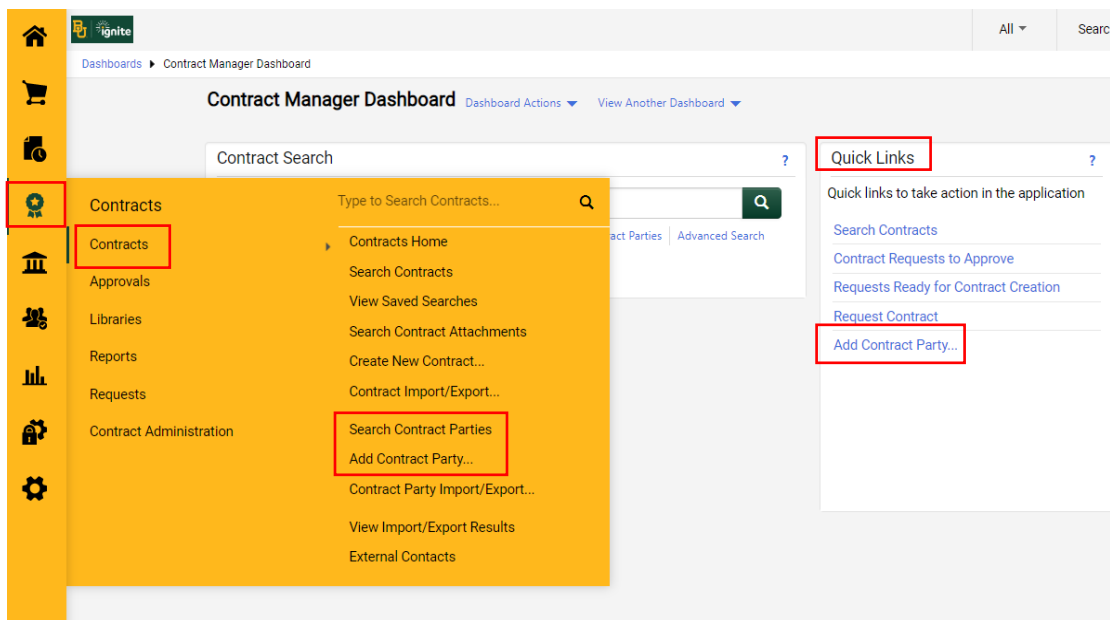 BU ignite
All
Searc
Dashboards ▶ Contract Manager Dashboard
Contract Manager Dashboard Dashboard Actions View Another Dashboard
Contract Search ?
act Parties Advanced Search
Contracts
Contracts
Approvals
Libraries
Reports
Requests
Contract Administration
Type to Search Contracts...
Contracts Home
Search Contracts
View Saved Searches
Search Contract Attachments
Create New Contract...
Contract Import/Export...
Search Contract Parties
Add Contract Party...
Contract Party Import/Export...
View Import/Export Results
External Contacts
Quick Links ?
Quick links to take action in the application
Search Contracts
Contract Requests to Approve
Requests Ready for Contract Creation
Request Contract
Add Contract Party...